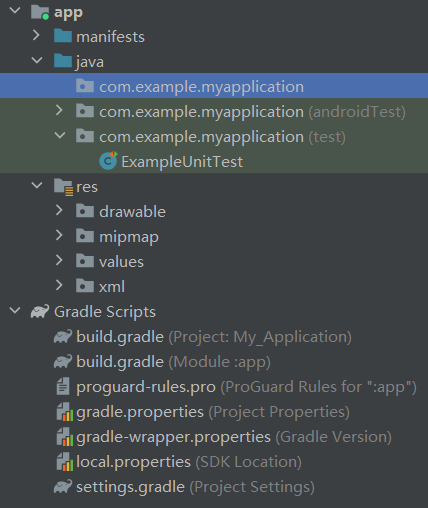 app
manifests
java
com.example.myapplication
com.example.myapplication (androidTest)
com.example.myapplication (test)
ExampleUnitTest
res
drawable
mipmap
values
xml
Gradle Scripts
build.gradle (Project: My_Application)
build.gradle (Module :app)
proguard-rules.pro (ProGuard Rules for ":app")
gradle.properties (Project Properties)
gradle-wrapper.properties (Gradle Version)
local.properties (SDK Location)
settings.gradle (Project Settings)